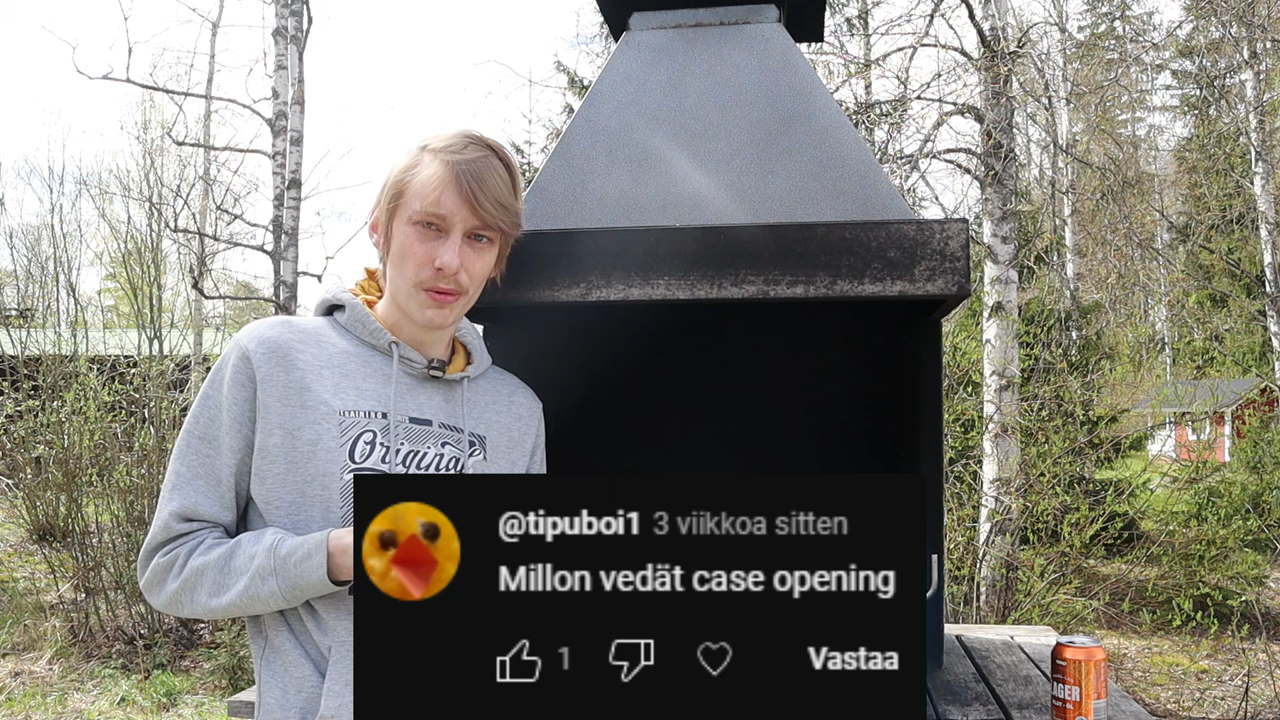 TRAINING
Original
@tipuboi1 3 viikkoa sitten
Millon vedät case opening
1
Vastaa
LAGER